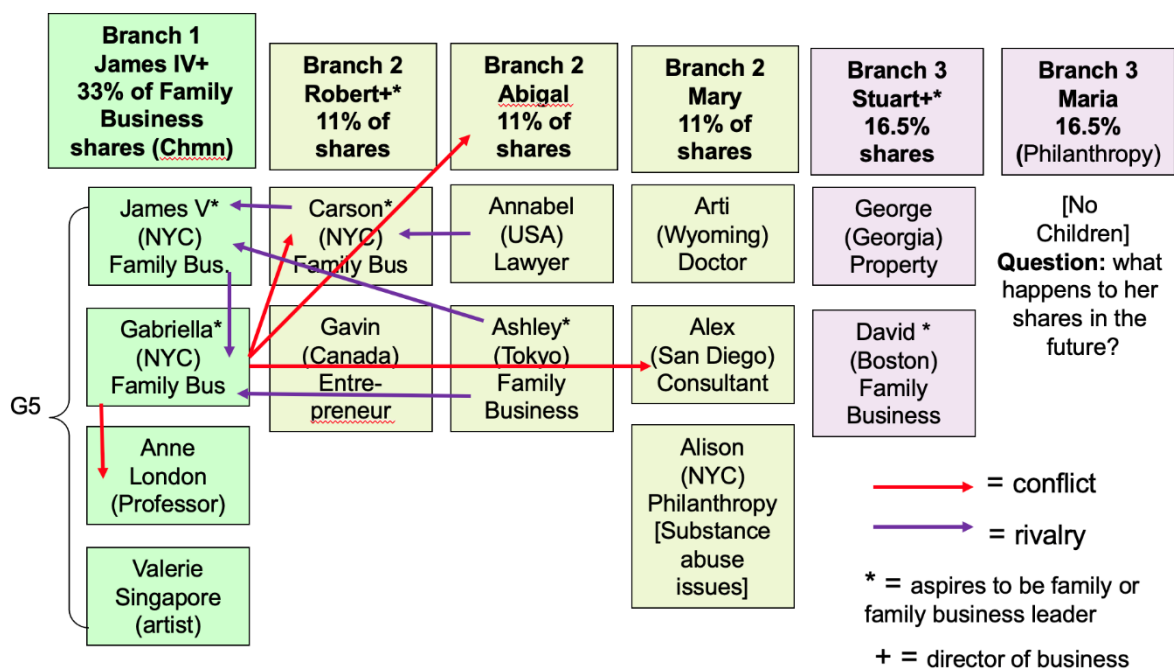 Branch 1
James IV+
33% of Family
Business
shares (Chmn)
Branch 2
Robert+*
11% of
shares
Branch 2
Abigal
11% of
shares
Branch 2
Mary
11% of
shares
Branch 3
Stuart+*
16.5%
shares
Branch 3
Maria
16.5%
(Philanthropy)
G5
James V*
(NYC)
Family Bus.
Carson*
(NYC)
Family Bus
Annabel
(USA)
Lawyer
Arti
(Wyoming)
Doctor
George
(Georgia)
Property
[No
Children]
Question: what
happens to her
shares in the
future?
Gabriella*
(NYC)
Family Bus
Gavin
(Canada)
Entre-
preneur
Ashley*
(Tokyo)
Family
Business
Alex
(San Diego)
Consultant
David *
(Boston)
Family
Business
Anne
London
(Professor)
Alison
(NYC)
Philanthropy
[Substance
abuse
issues]
Valerie
Singapore
(artist)
= conflict
= rivalry
* = aspires to be family or
family business leader
+ = director of business